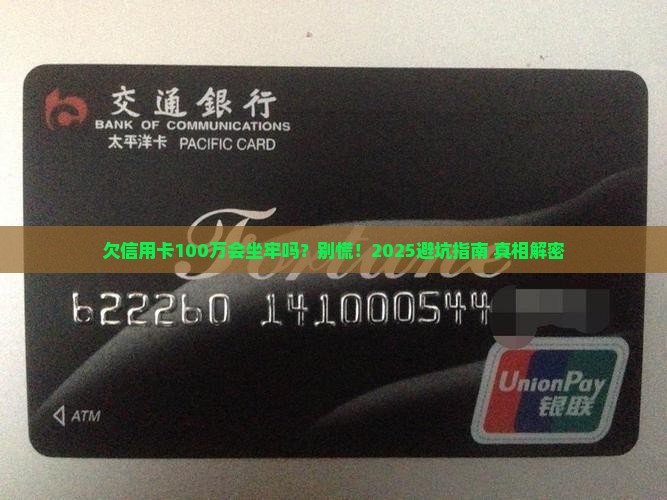 交通銀行
BANK OF COMMUNICATIONS
太平洋卡 PACIFIC CARD
Fortune
欠信用卡100万会坐牢吗？别慌！2025避坑指南 真相解密
622260 141000544
UnionPay
银联
ATM